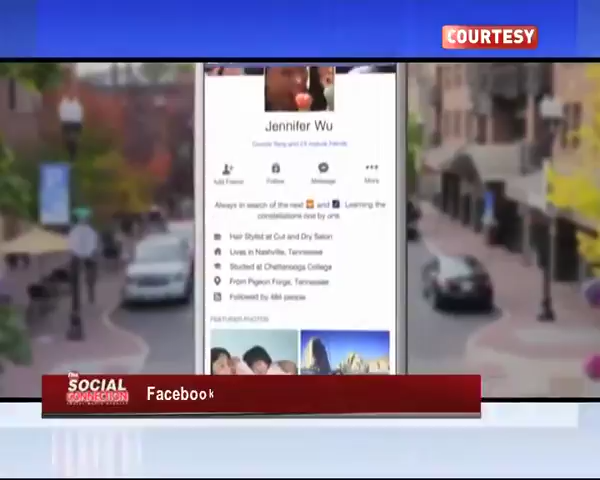 COURTESY
Jennifer Wu
Add Friend
Follow
Message
More
Always in search of the next and . Learning the
constellations one by one.
Hair Stylist at Cut and Dry Salon
Lives in Nashville, Tennessee
Studied at Chattanooga College
From Pigeon Forge, Tennessee
Followed by 484 people
FEATURED PHOTOS
The
SOCIAL
CONNECTION
Facebook